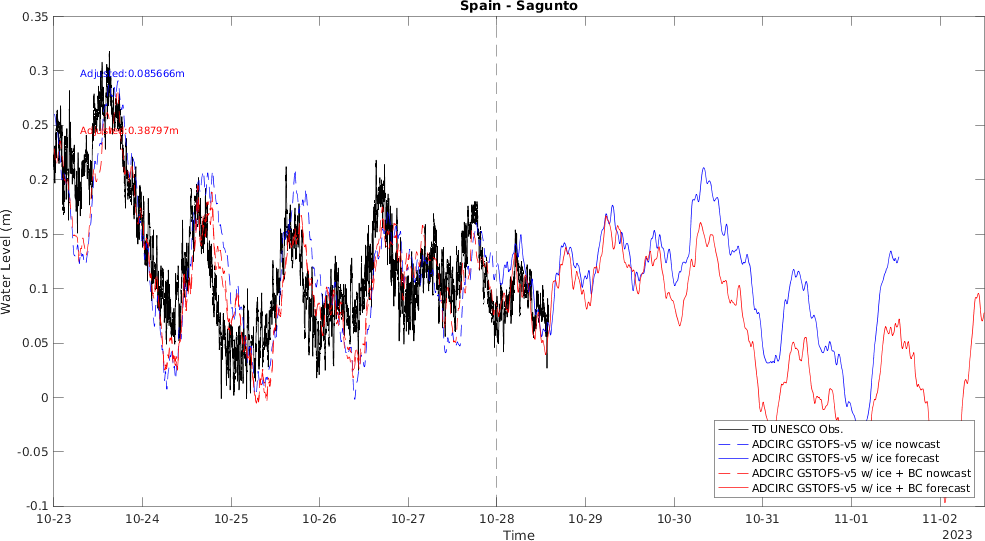 Spain - Sagunto
0.35
0.3
0.25
0.2
0.15
0.1
0.05
0
-0.05
-0.1
Water Level (m)
Adjusted:0.085666m
Adjusted:0.38797m
TD UNESCO Obs.
ADCIRC GSTOFS-v5 w/ ice nowcast
ADCIRC GSTOFS-v5 w/ ice forecast
ADCIRC GSTOFS-v5 w/ ice + BC nowcast
ADCIRC GSTOFS-v5 w/ ice + BC forecast
10-23 10-24 10-25 10-26 10-27 10-28 10-29 10-30 10-31 11-01 11-02
Time
2023